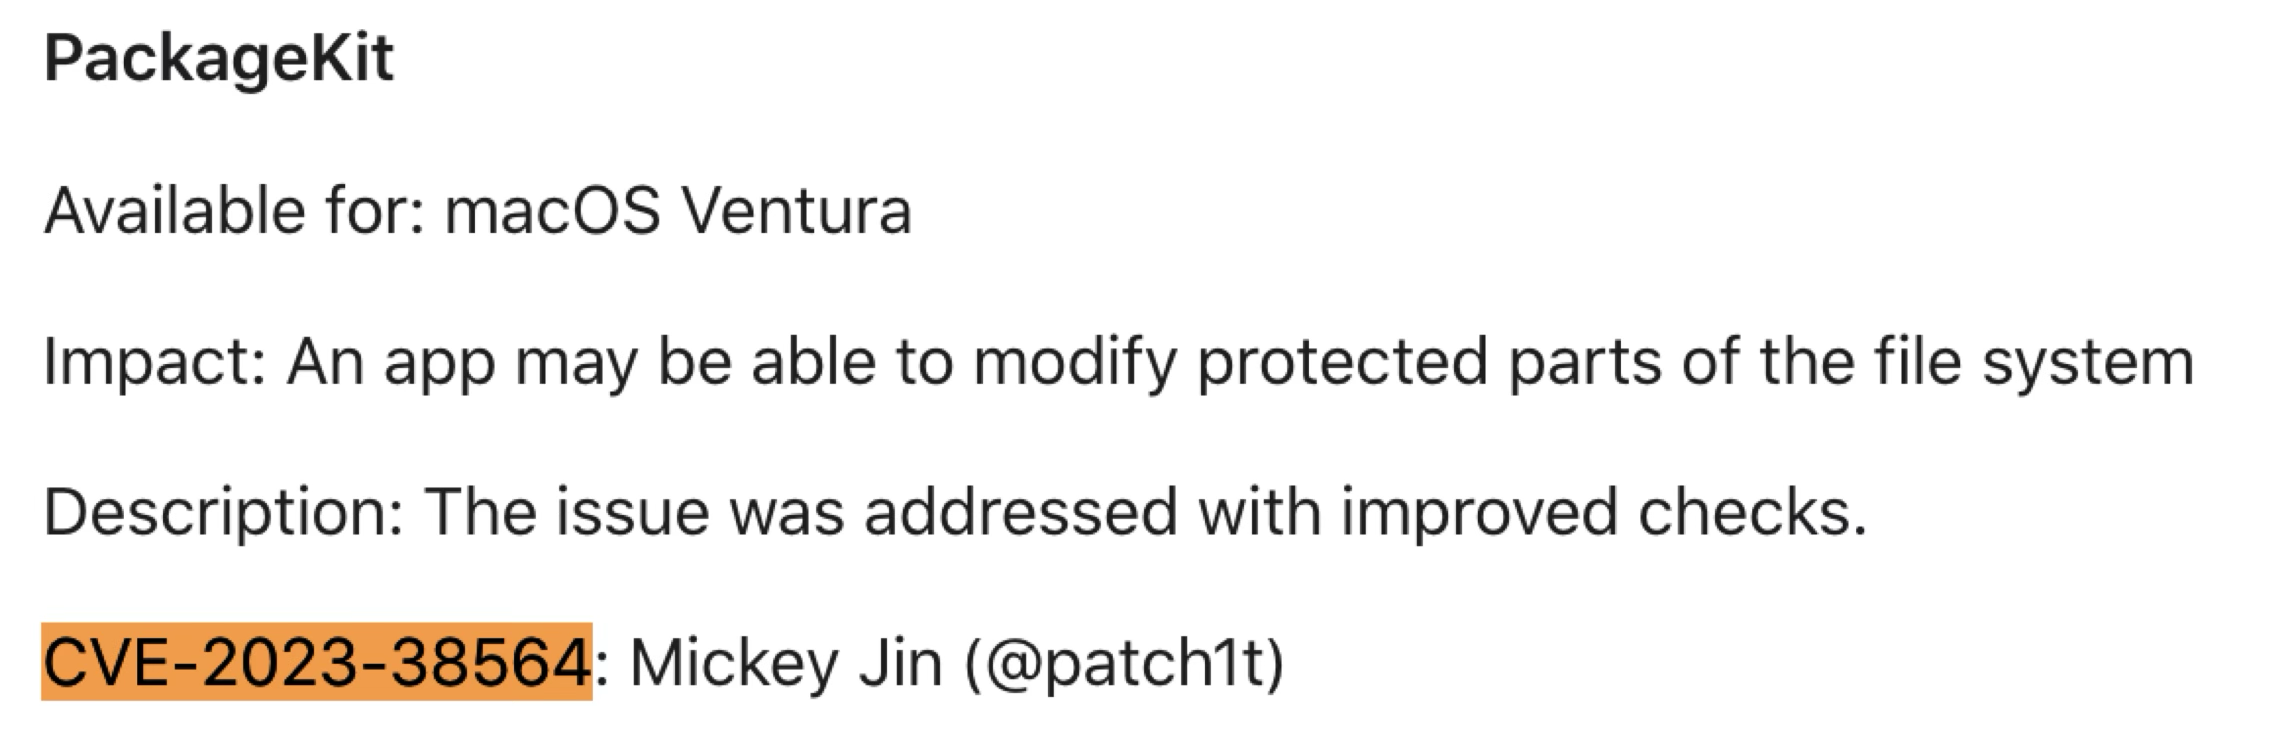 PackageKit
Available for: macOS Ventura
Impact: An app may be able to modify protected parts of the file system
Description: The issue was addressed with improved checks.
CVE-2023-38564: Mickey Jin (@patch1t)